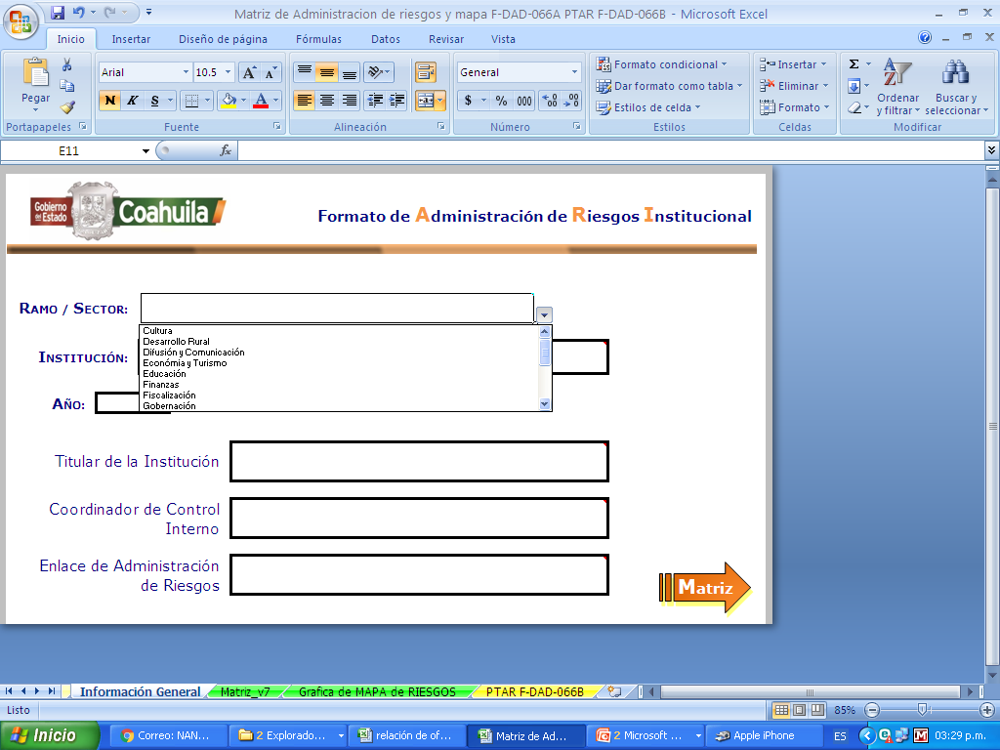 Matriz de Administracion de riesgos y mapa F-DAD-066A PTAR F-DAD-066B - Microsoft Excel
Inicio Insertar Diseño de página Fórmulas Datos Revisar Vista
Pegar
Portapapeles
Arial 10.5 A A
N K S A
Fuente
Alineación
General
$ % 000 ,00 ,00
Número
Formato condicional
Dar formato como tabla
Estilos de celda
Estilos
Insertar
Eliminar
Formato
Celdas
Σ
Ordenar y filtrar
Buscar y seleccionar
Modificar
E11 fx
Gobierno del Estado Coahuila
Formato de Administración de Riesgos Institucional
RAMO / SECTOR:
Cultura
Desarrollo Rural
Difusión y Comunicación
Económia y Turismo
Educación
Finanzas
Fiscalización
Gobernación
INSTITUCIÓN:
AÑO:
Titular de la Institución
Coordinador de Control
Interno
Enlace de Administración
de Riesgos
Matriz
Información General Matriz_v7 Grafica de MAPA de RIESGOS PTAR F-DAD-066B
Listo 85%
Inicio Correo: NAN... 2 Explorado... relación de of... Matriz de Ad... 2 Microsoft ... Apple iPhone ES 03:29 p.m.